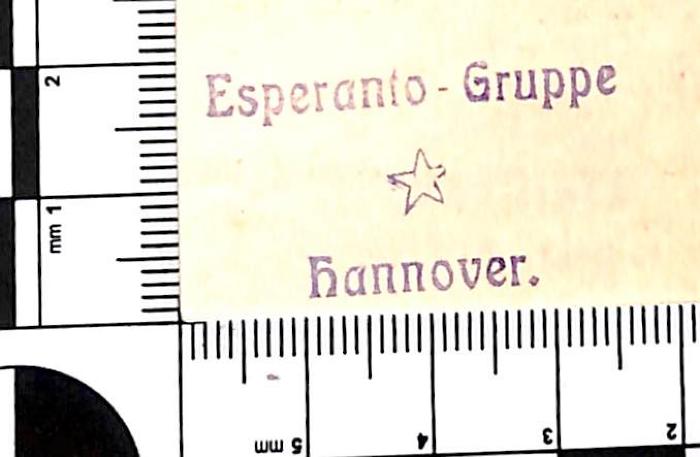 Esperanto - Gruppe
Hannover.
2
mm 1
5 mm
4
3
2